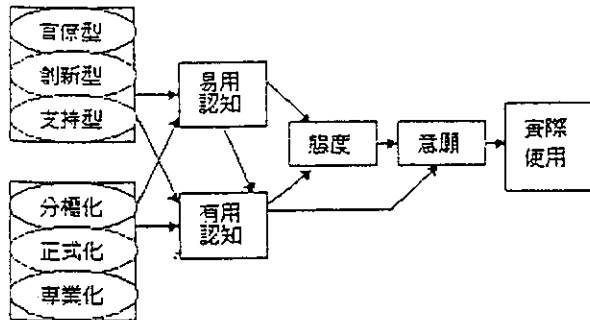 官僚型
創新型
支持型
分權化
正式化
專業化
易用
認知
有用
認知
態度
意願
實際
使用